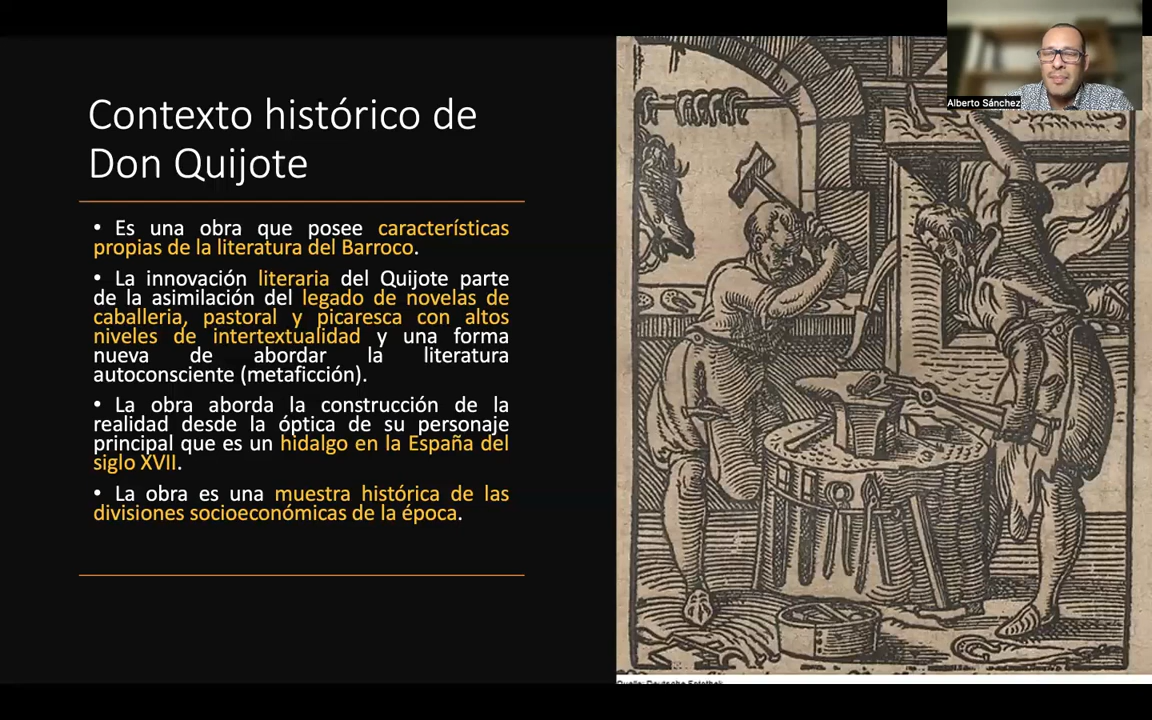 Contexto histórico de
Don Quijote
• Es una obra que posee características
propias de la literatura del Barroco.
• La innovación literaria del Quijote parte
de la asimilación del legado de novelas de
caballeria, pastoral y picaresca con altos
niveles de intertextualidad y una forma
nueva de abordar la literatura
autoconsciente (metaficción).
• La obra aborda la construcción de la
realidad desde la óptica de su personaje
principal que es un hidalgo en la España del
siglo XVII.
• La obra es una muestra histórica de las
divisiones socioeconómicas de la época.
Alberto Sánchez
Quelle: Deutsche Fotothek